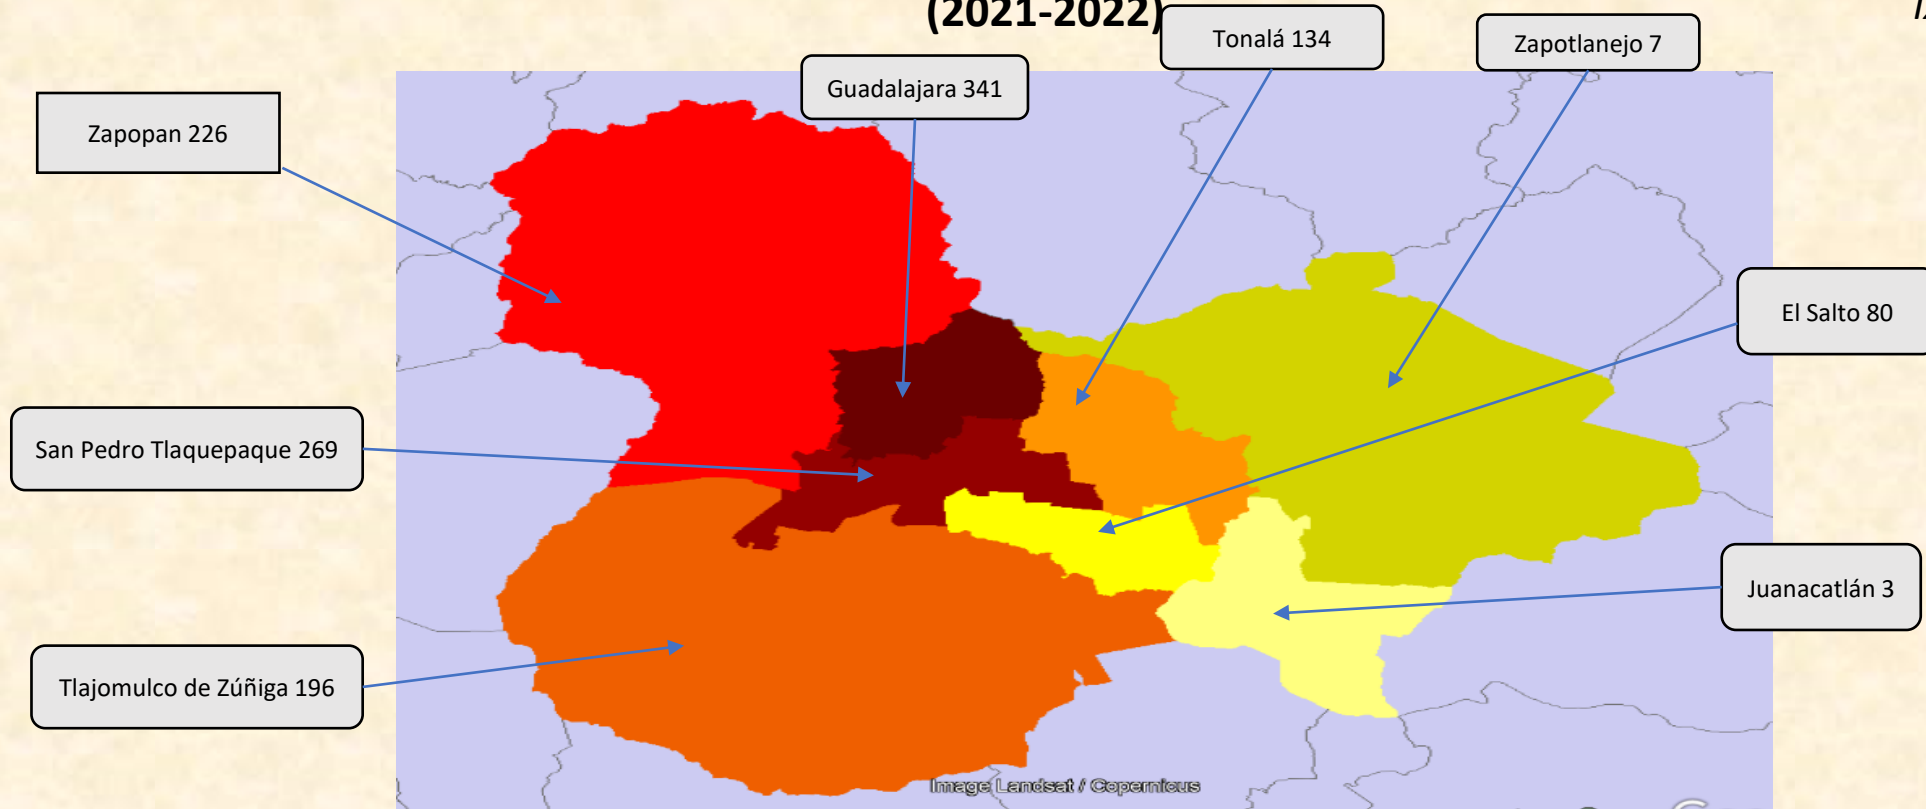 (2021-2022)
Tonalá 134
Zapotlanejo 7
Guadalajara 341
Zapopan 226
El Salto 80
San Pedro Tlaquepaque 269
Juanacatlán 3
Tlajomulco de Zúñiga 196
Image Landsat / Copernicus